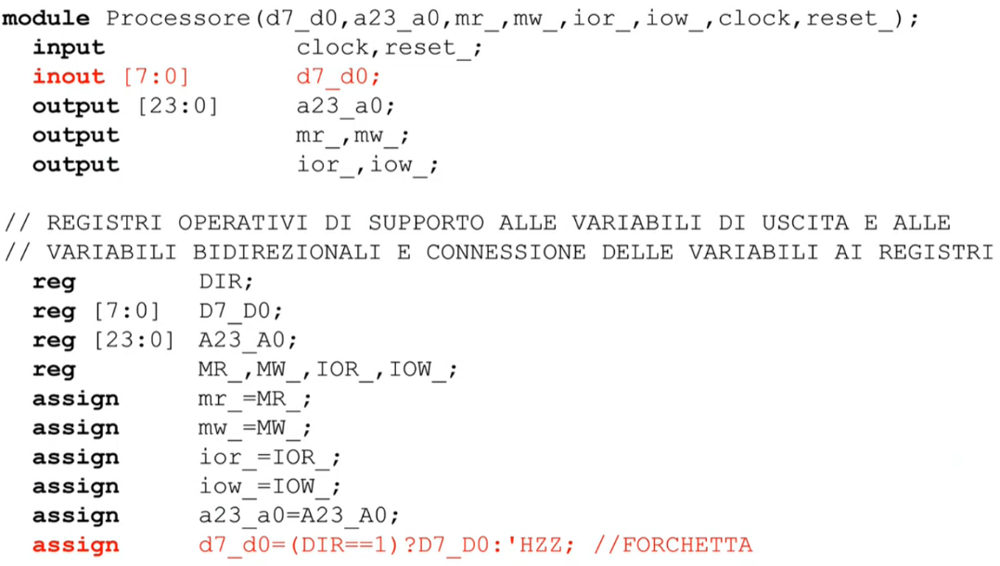 module Processore(d7_d0,a23_a0,mr_,mw_,ior_,iow_,clock,reset_);
input clock,reset_;
inout [7:0] d7_d0;
output [23:0] a23_a0;
output mr_,mw_;
output ior_,iow_;
// REGISTRI OPERATIVI DI SUPPORTO ALLE VARIABILI DI USCITA E ALLE
// VARIABILI BIDIREZIONALI E CONNESSIONE DELLE VARIABILI AI REGISTRI
reg DIR;
reg [7:0] D7_D0;
reg [23:0] A23_A0;
reg MR_,MW_,IOR_,IOW_;
assign mr_=MR_;
assign mw_=MW_;
assign ior_=IOR_;
assign iow_=IOW_;
assign a23_a0=A23_A0;
assign d7_d0=(DIR==1)?D7_D0:'HZZ; //FORCHETTA